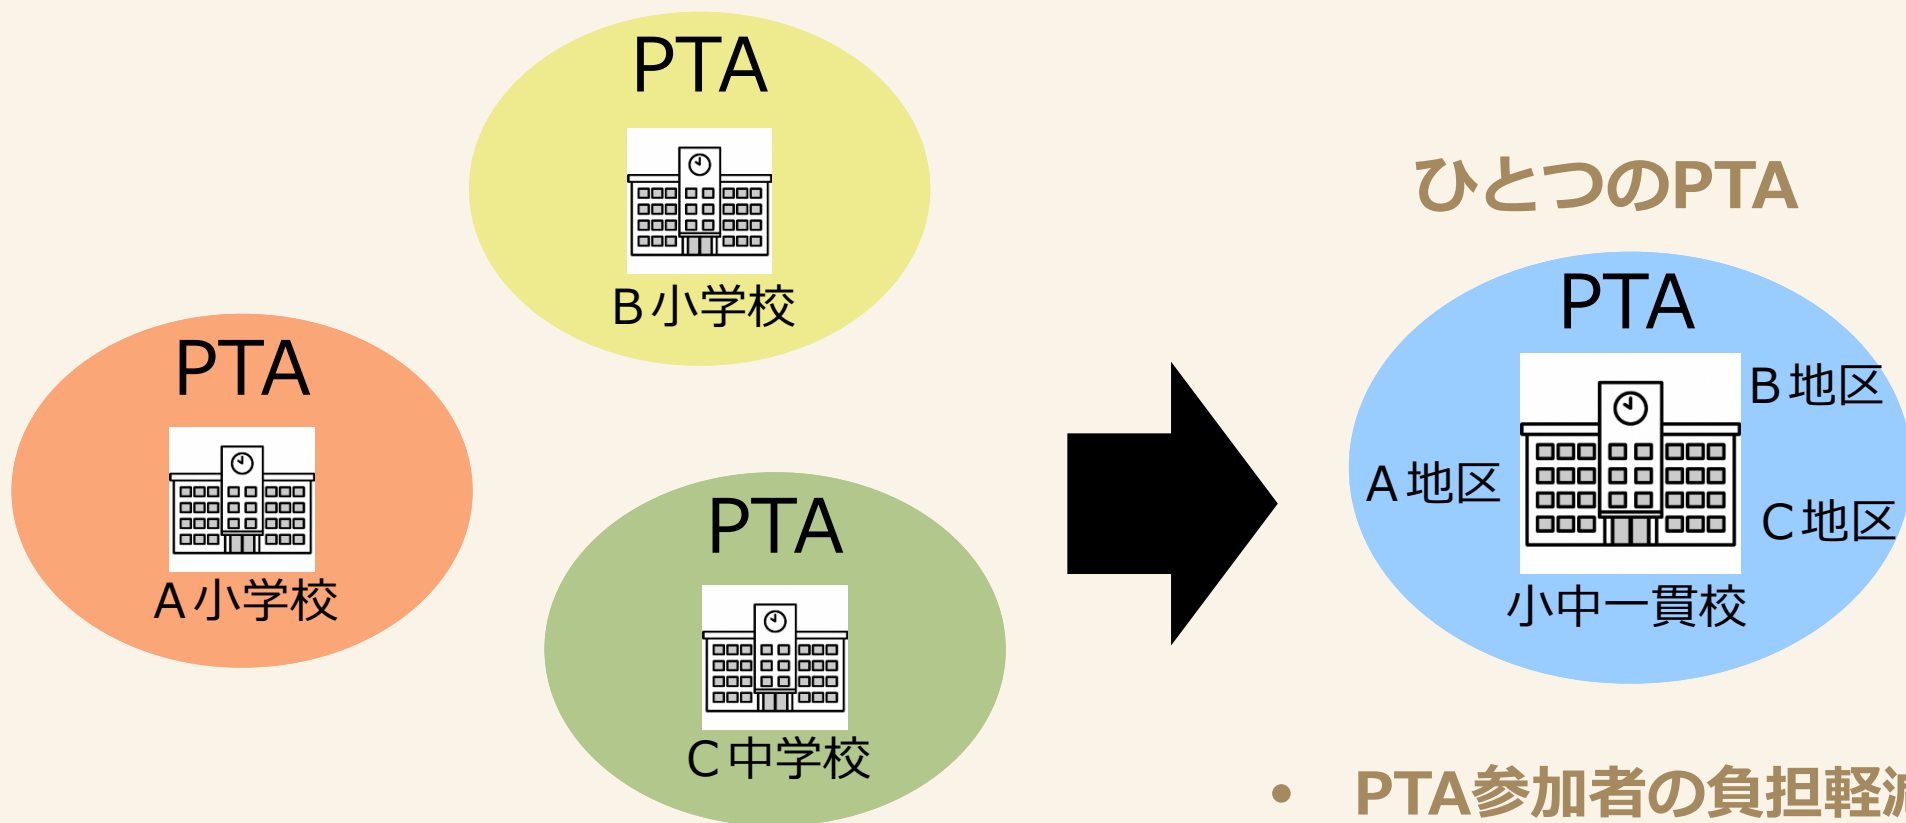 PTA
B小学校
PTA
A小学校
PTA
C中学校
ひとつのPTA
PTA
B地区
A地区
C地区
小中一貫校
• PTA参加者の負担軽減